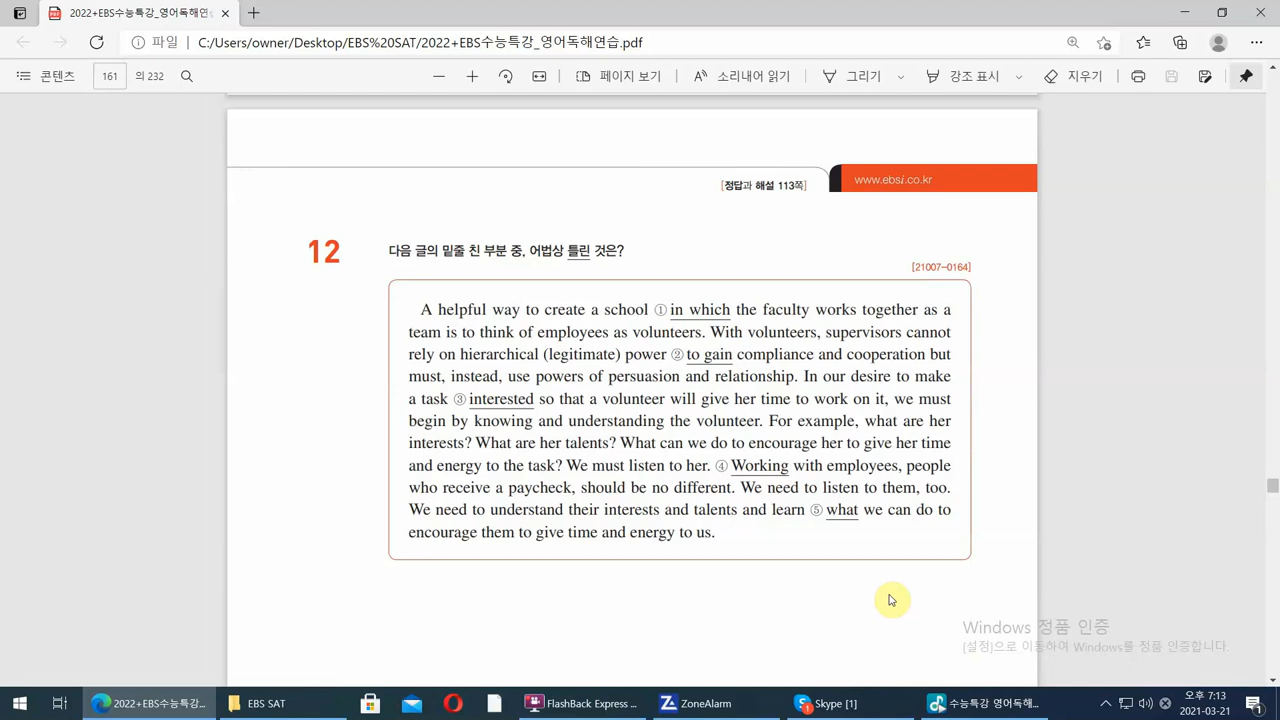 2022+EBS수능특강_영어독해연습
파일 C:/Users/owner/Desktop/EBS%20SAT/2022+EBS수능특강_영어독해연습.pdf
콘텐츠 161 의 232 페이지 보기 소리내어 읽기 그리기 강조 표시 지우기
[정답과 해설 113쪽] www.ebsi.co.kr
12 다음 글의 밑줄 친 부분 중, 어법상 틀린 것은?
[21007-0164]
A helpful way to create a school ① in which the faculty works together as a
team is to think of employees as volunteers. With volunteers, supervisors cannot
rely on hierarchical (legitimate) power ② to gain compliance and cooperation but
must, instead, use powers of persuasion and relationship. In our desire to make
a task ③ interested so that a volunteer will give her time to work on it, we must
begin by knowing and understanding the volunteer. For example, what are her
interests? What are her talents? What can we do to encourage her to give her time
and energy to the task? We must listen to her. ④ Working with employees, people
who receive a paycheck, should be no different. We need to listen to them, too.
We need to understand their interests and talents and learn ⑤ what we can do to
encourage them to give time and energy to us.
Windows 정품 인증
[설정]으로 이동하여 Windows를 정품 인증합니다.
2022+EBS수능특강_... EBS SAT FlashBack Express ... ZoneAlarm Skype [1] 수능특강 영어독해... 오후 7:13
2021-03-21